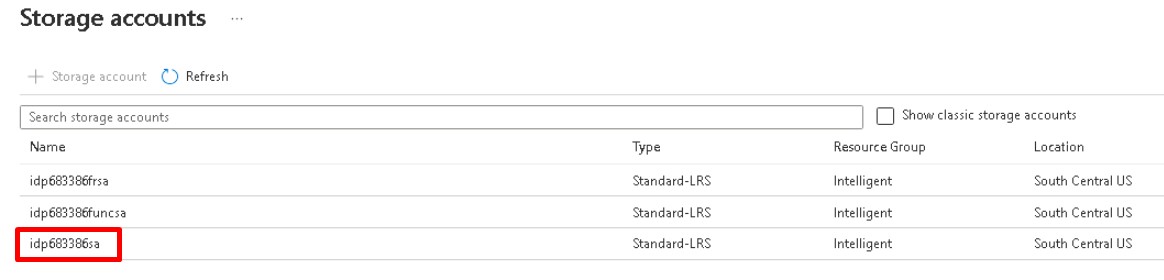 Storage accounts ...
+ Storage account Refresh
Search storage accounts Show classic storage accounts
Name Type Resource Group Location
idp683386frsa Standard-LRS Intelligent South Central US
idp683386funcsa Standard-LRS Intelligent South Central US
idp683386sa Standard-LRS Intelligent South Central US